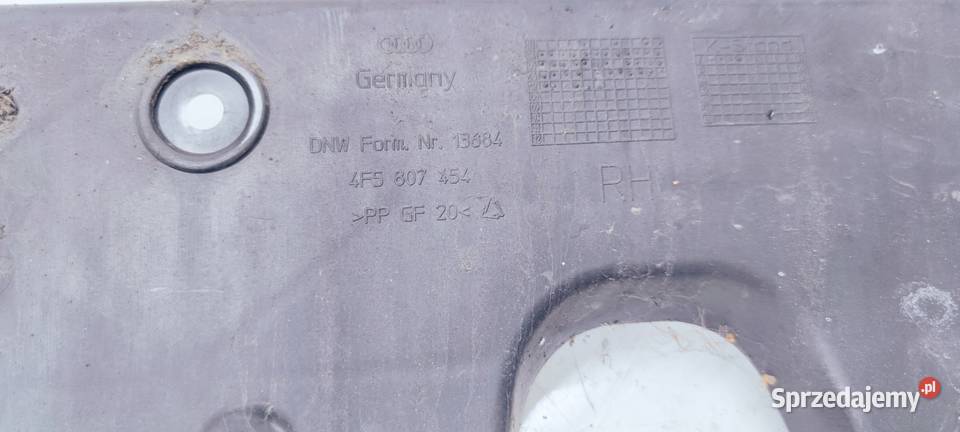 Germany
DNW Form. Nr. 13684
4F5 807 454
RH
>PP GF 20<
Sprzedajemy.pl